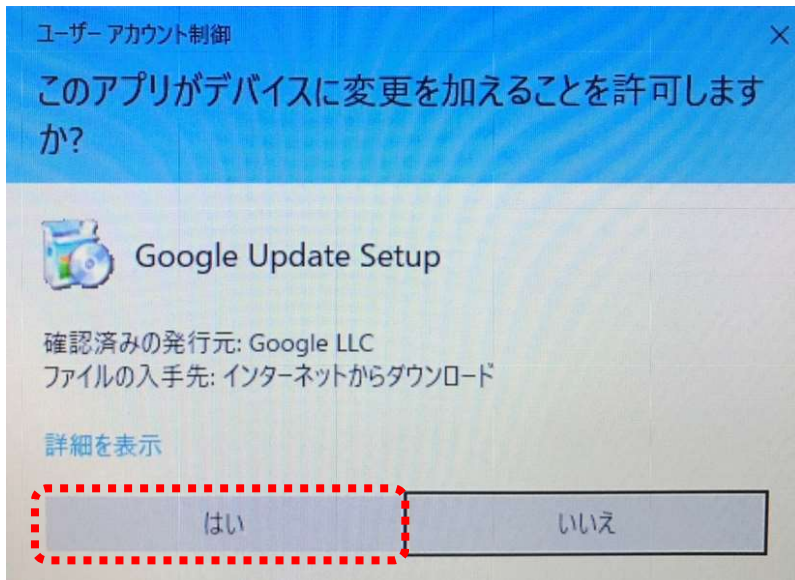 ユーザー アカウント制御
このアプリがデバイスに変更を加えることを許可します
か?
Google Update Setup
確認済みの発行元: Google LLC
ファイルの入手先: インターネットからダウンロード
詳細を表示
はい
いいえ